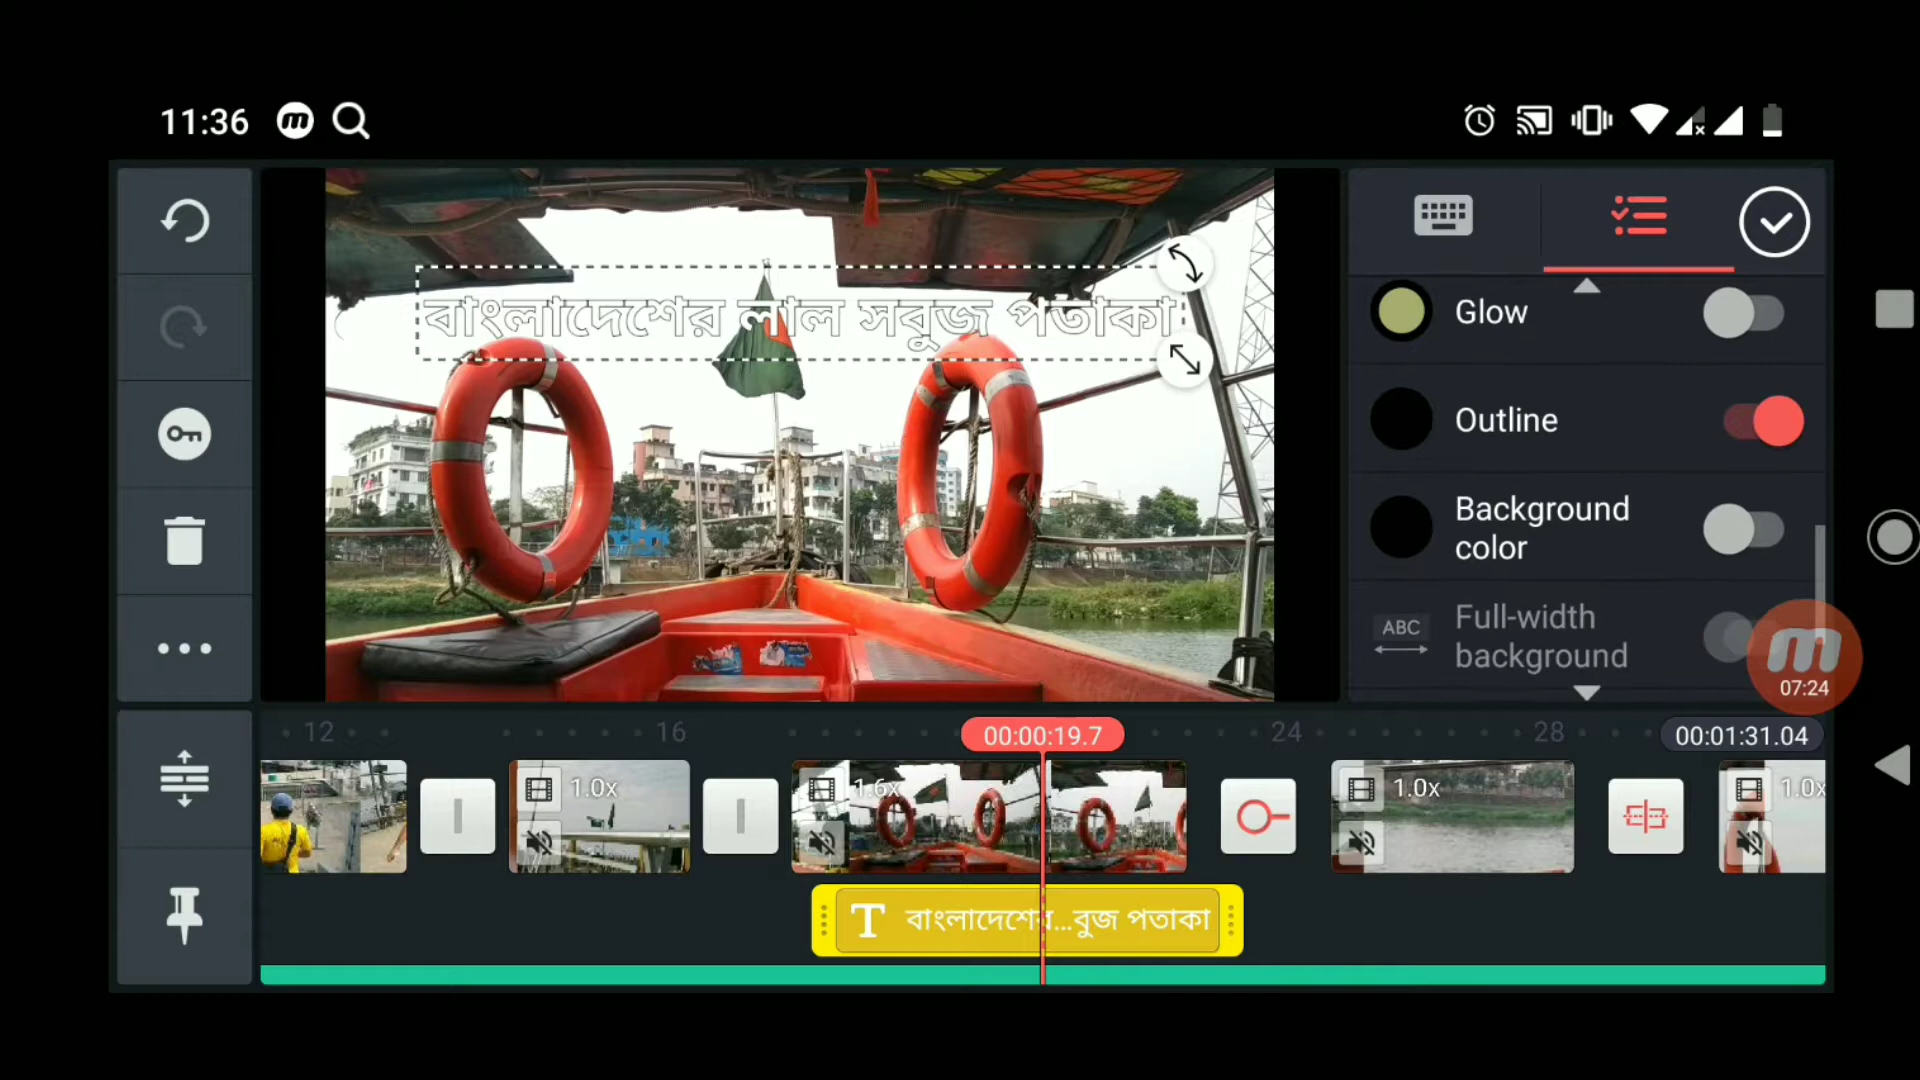 11:36
বাংলাদেশের লাল সবুজ পতাকা
Glow
Outline
Background
color
ABC
Full-width
background
07:24
12
16
00:00:19.7
24
28
00:01:31.04
1.0x
1.6x
1.0x
1.0x
T বাংলাদেশের...বুজ পতাকা